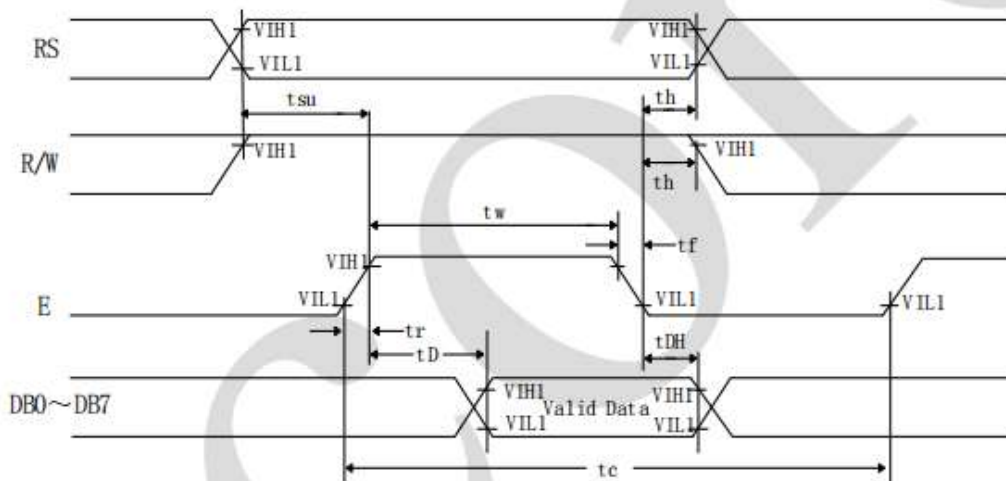 RS
VIH1
VIL1
VIH1
VIL1
tsu
th
R/W
VIH1
VIH1
th
tw
tf
E
VIH1
VIL1
VIL1
VIL1
tr
tD
tDH
DB0～DB7
VIH1
VIL1
Valid Data
VIH1
VIL1
tc